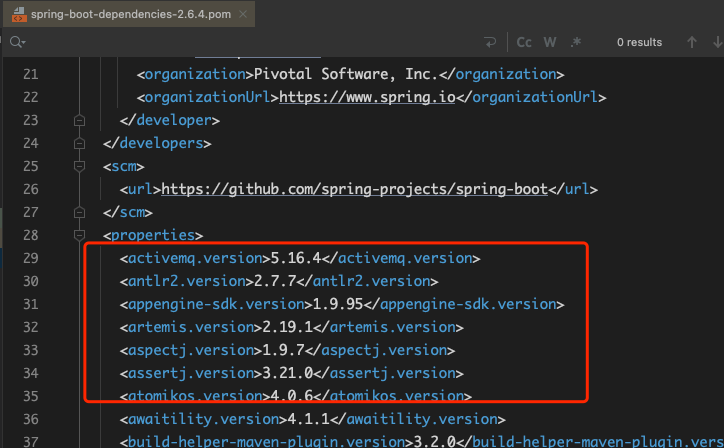 spring-boot-dependencies-2.6.4.pom
Cc W .* 0 results
21 <organization>Pivotal Software, Inc.</organization>
22 <organizationUrl>https://www.spring.io</organizationUrl>
23 </developer>
24 </developers>
25 <scm>
26 <url>https://github.com/spring-projects/spring-boot</url>
27 </scm>
28 <properties>
29 <activemq.version>5.16.4</activemq.version>
30 <antlr2.version>2.7.7</antlr2.version>
31 <appengine-sdk.version>1.9.95</appengine-sdk.version>
32 <artemis.version>2.19.1</artemis.version>
33 <aspectj.version>1.9.7</aspectj.version>
34 <assertj.version>3.21.0</assertj.version>
35 <atomikos.version>4.0.6</atomikos.version>
36 <awaitility.version>4.1.1</awaitility.version>
37 <build-helper-maven-plugin.version>3.2.0</build-helper-maven-plugin.vers